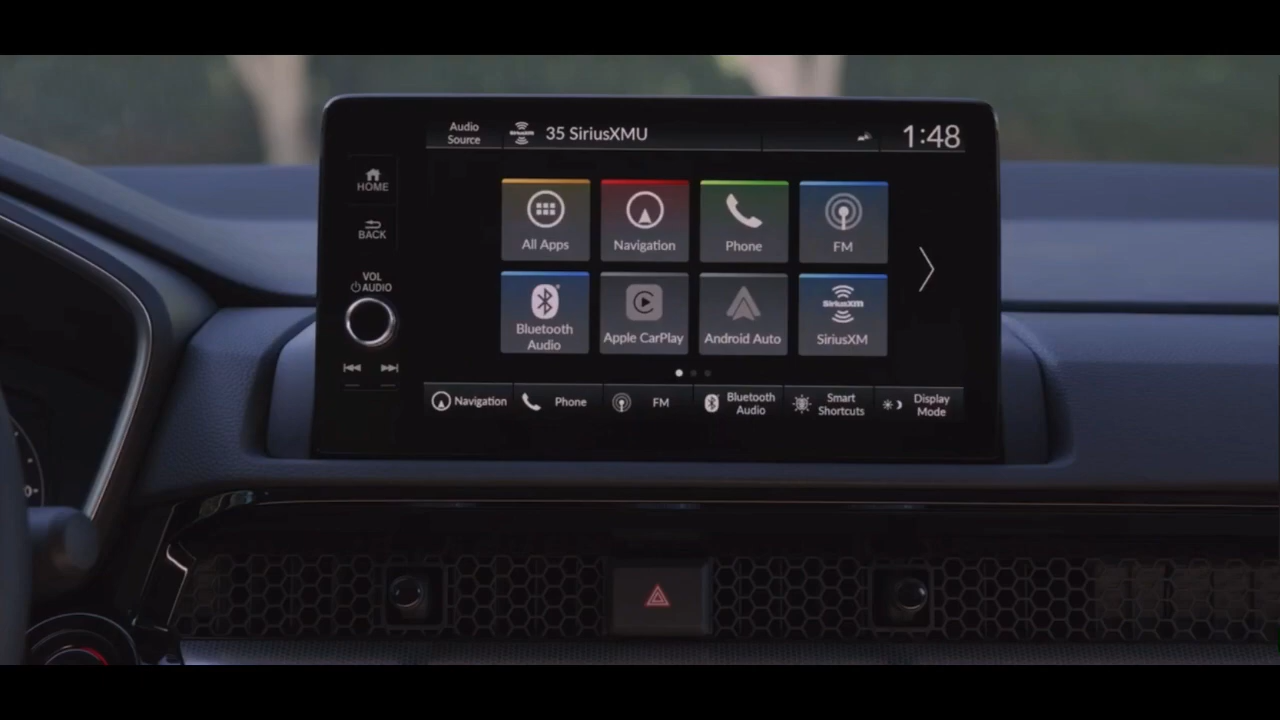 Audio
Source
SiriusXM
35 SiriusXMU
1:48
HOME
BACK
VOL
AUDIO
All Apps
Navigation
Phone
FM
Bluetooth
Audio
Apple CarPlay
Android Auto
SiriusXM
SiriusXM
Navigation
Phone
FM
Bluetooth
Audio
Smart
Shortcuts
Display
Mode